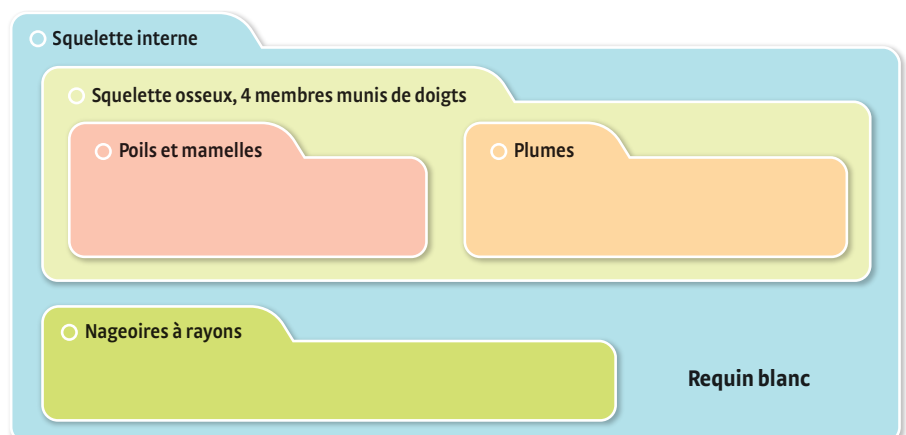 Squelette interne
Squelette osseux, 4 membres munis de doigts
Poils et mamelles
Plumes
Nageoires à rayons
Requin blanc